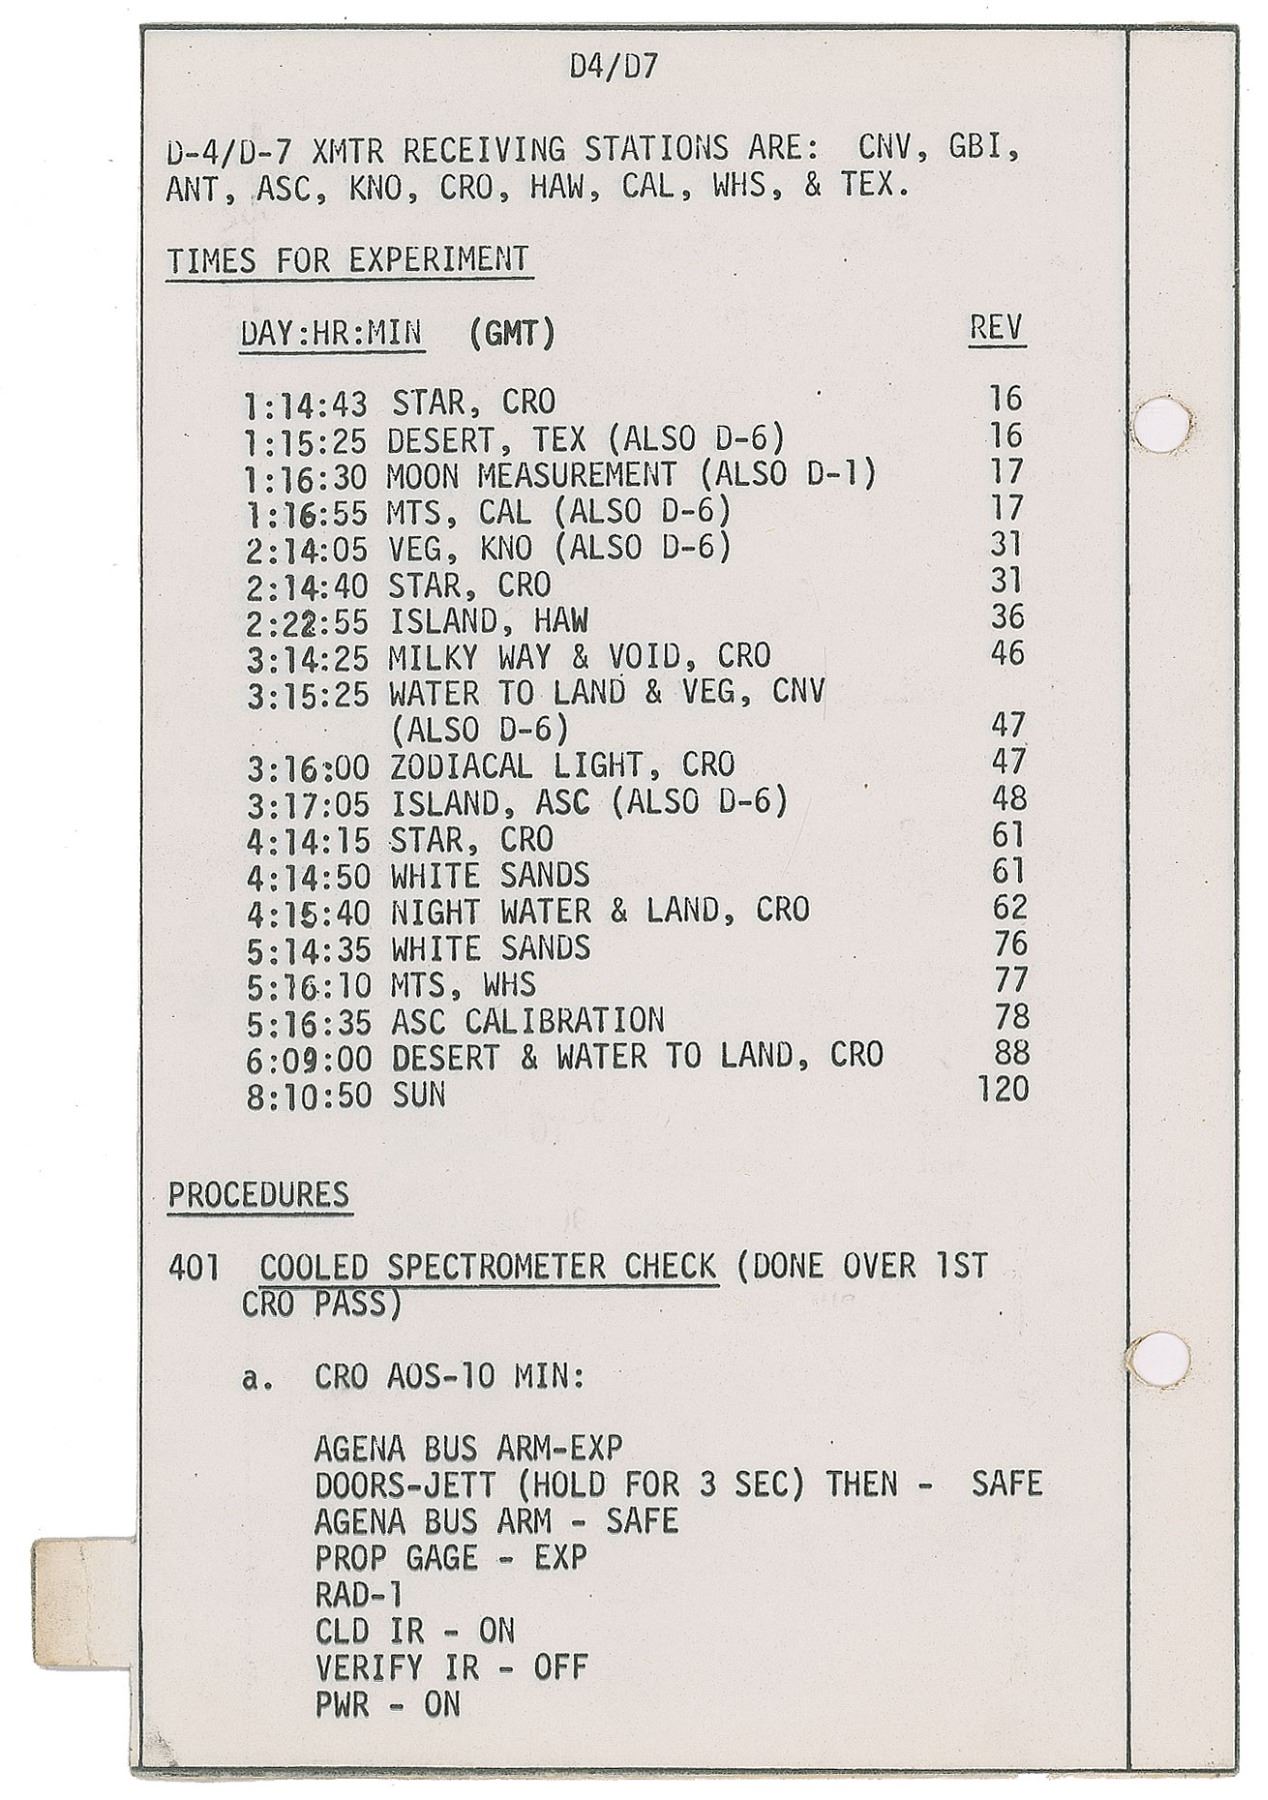 D4/D7
D-4/D-7 XMTR RECEIVING STATIONS ARE: CNV, GBI,
ANT, ASC, KNO, CRO, HAW, CAL, WHS, & TEX.
TIMES FOR EXPERIMENT
DAY:HR:MIN (GMT) REV
1:14:43 STAR, CRO 16
1:15:25 DESERT, TEX (ALSO D-6) 16
1:16:30 MOON MEASUREMENT (ALSO D-1) 17
1:16:55 MTS, CAL (ALSO D-6) 17
2:14:05 VEG, KNO (ALSO D-6) 31
2:14:40 STAR, CRO 31
2:22:55 ISLAND, HAW 36
3:14:25 MILKY WAY & VOID, CRO 46
3:15:25 WATER TO LAND & VEG, CNV
(ALSO D-6) 47
3:16:00 ZODIACAL LIGHT, CRO 47
3:17:05 ISLAND, ASC (ALSO D-6) 48
4:14:15 STAR, CRO 61
4:14:50 WHITE SANDS 61
4:15:40 NIGHT WATER & LAND, CRO 62
5:14:35 WHITE SANDS 76
5:16:10 MTS, WHS 77
5:16:35 ASC CALIBRATION 78
6:09:00 DESERT & WATER TO LAND, CRO 88
8:10:50 SUN 120
PROCEDURES
401 COOLED SPECTROMETER CHECK (DONE OVER 1ST
CRO PASS)
a. CRO AOS-10 MIN:
AGENA BUS ARM-EXP
DOORS-JETT (HOLD FOR 3 SEC) THEN - SAFE
AGENA BUS ARM - SAFE
PROP GAGE - EXP
RAD-1
CLD IR - ON
VERIFY IR - OFF
PWR - ON